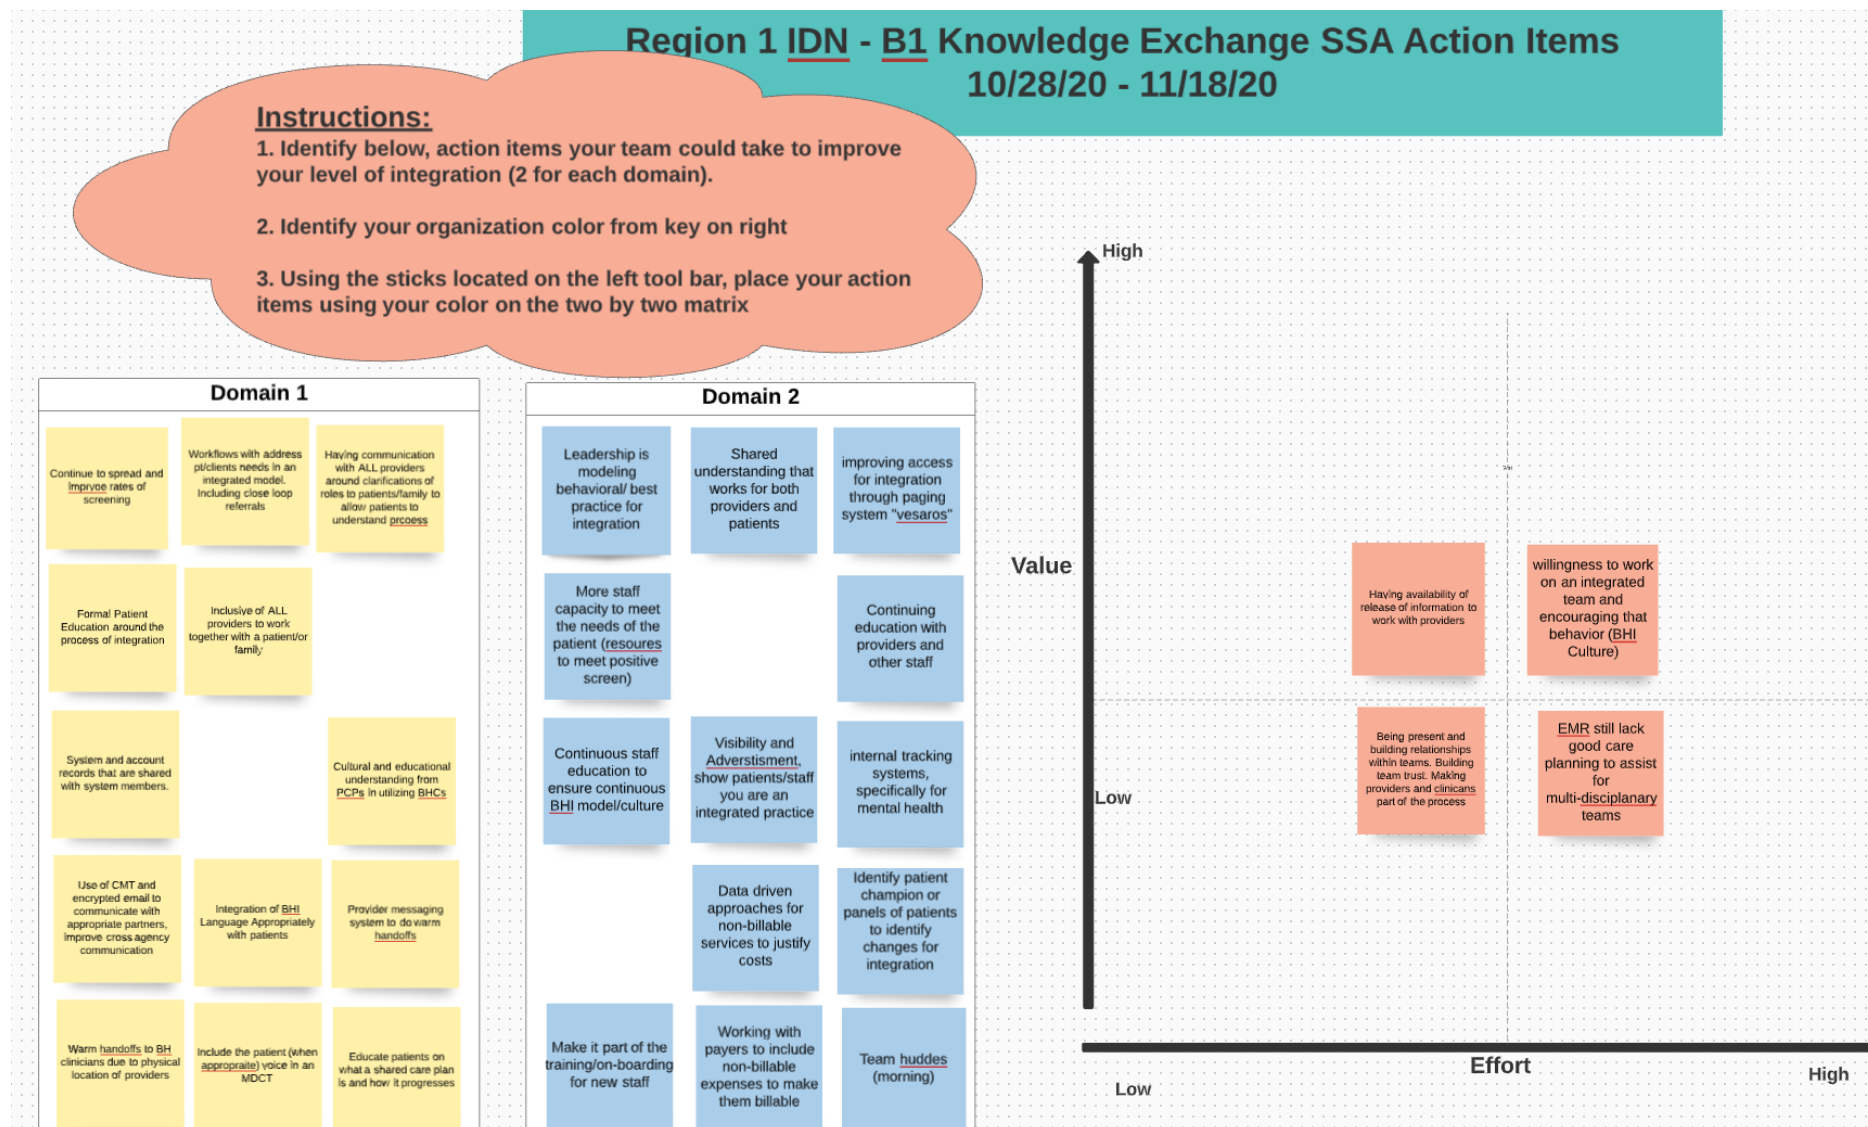 Region 1 IDN - B1 Knowledge Exchange SSA Action Items
10/28/20 - 11/18/20
Instructions:
1. Identify below, action items your team could take to improve
your level of integration (2 for each domain).
2. Identify your organization color from key on right
3. Using the sticks located on the left tool bar, place your action
items using your color on the two by two matrix
Domain 1
Continue to spread and
Imprvoe rates of
screening
Workflows with address
pt/clients needs in an
integrated model.
Including close loop
referrals
Having communication
with ALL providers
around clarifications of
roles to patients/family to
allow patients to
understand prcoess
Formal Patient
Education around the
process of integration
Inclusive of ALL
providers to work
together with a patient/or
family
System and account
records that are shared
with system members.
Cultural and educational
understanding from
PCPs in utilizing BHCs
Use of CMT and
encrypted email to
communicate with
appropriate partners,
improve cross agency
communication
Integration of BHI
Language Appropriately
with patients
Provider messaging
system to do warm
handoffs
Warm handoffs to BH
clinicians due to physical
location of providers
Include the patient (when
appropraite) voice in an
MDCT
Educate patients on
what a shared care plan
is and how it progresses
Domain 2
Leadership is
modeling
behavioral/ best
practice for
integration
Shared
understanding that
works for both
providers and
patients
improving access
for integration
through paging
system "vesaros"
More staff
capacity to meet
the needs of the
patient (resoures
to meet positive
screen)
Continuing
education with
providers and
other staff
Continuous staff
education to
ensure continuous
BHI model/culture
Visibility and
Adverstisment,
show patients/staff
you are an
integrated practice
internal tracking
systems,
specifically for
mental health
Data driven
approaches for
non-billable
services to justify
costs
Identify patient
champion or
panels of patients
to identify
changes for
integration
Make it part of the
training/on-boarding
for new staff
Working with
payers to include
non-billable
expenses to make
them billable
Team huddes
(morning)
High
Value
Low
Having availability of
release of information to
work with providers
willingness to work
on an integrated
team and
encouraging that
behavior (BHI
Culture)
Being present and
building relationships
within teams. Building
team trust. Making
providers and clinicans
part of the process
EMR still lack
good care
planning to assist
for
multi-disciplanary
teams
Effort
Low
High